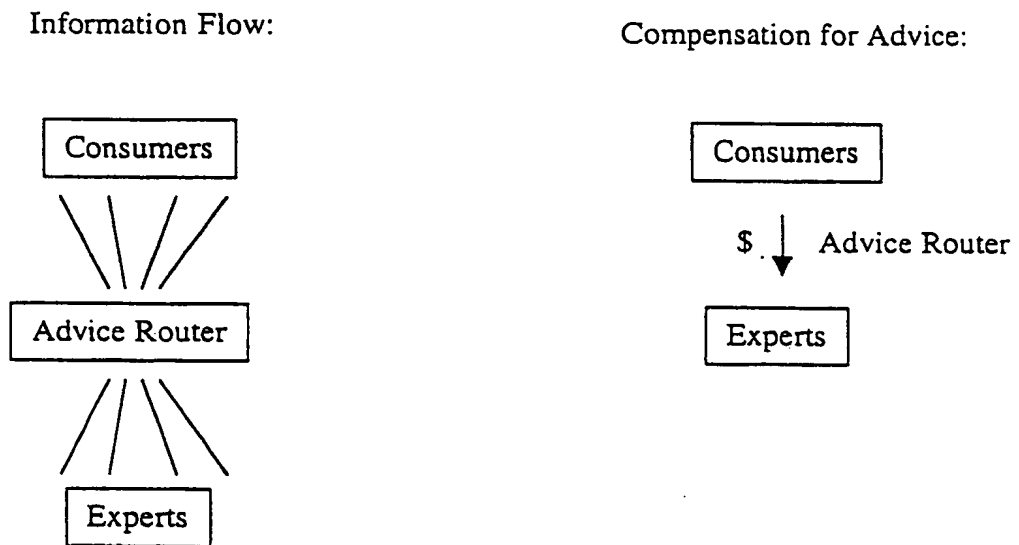 Information Flow:
Consumers
Advice Router
Experts
Compensation for Advice:
Consumers
$ Advice Router
Experts